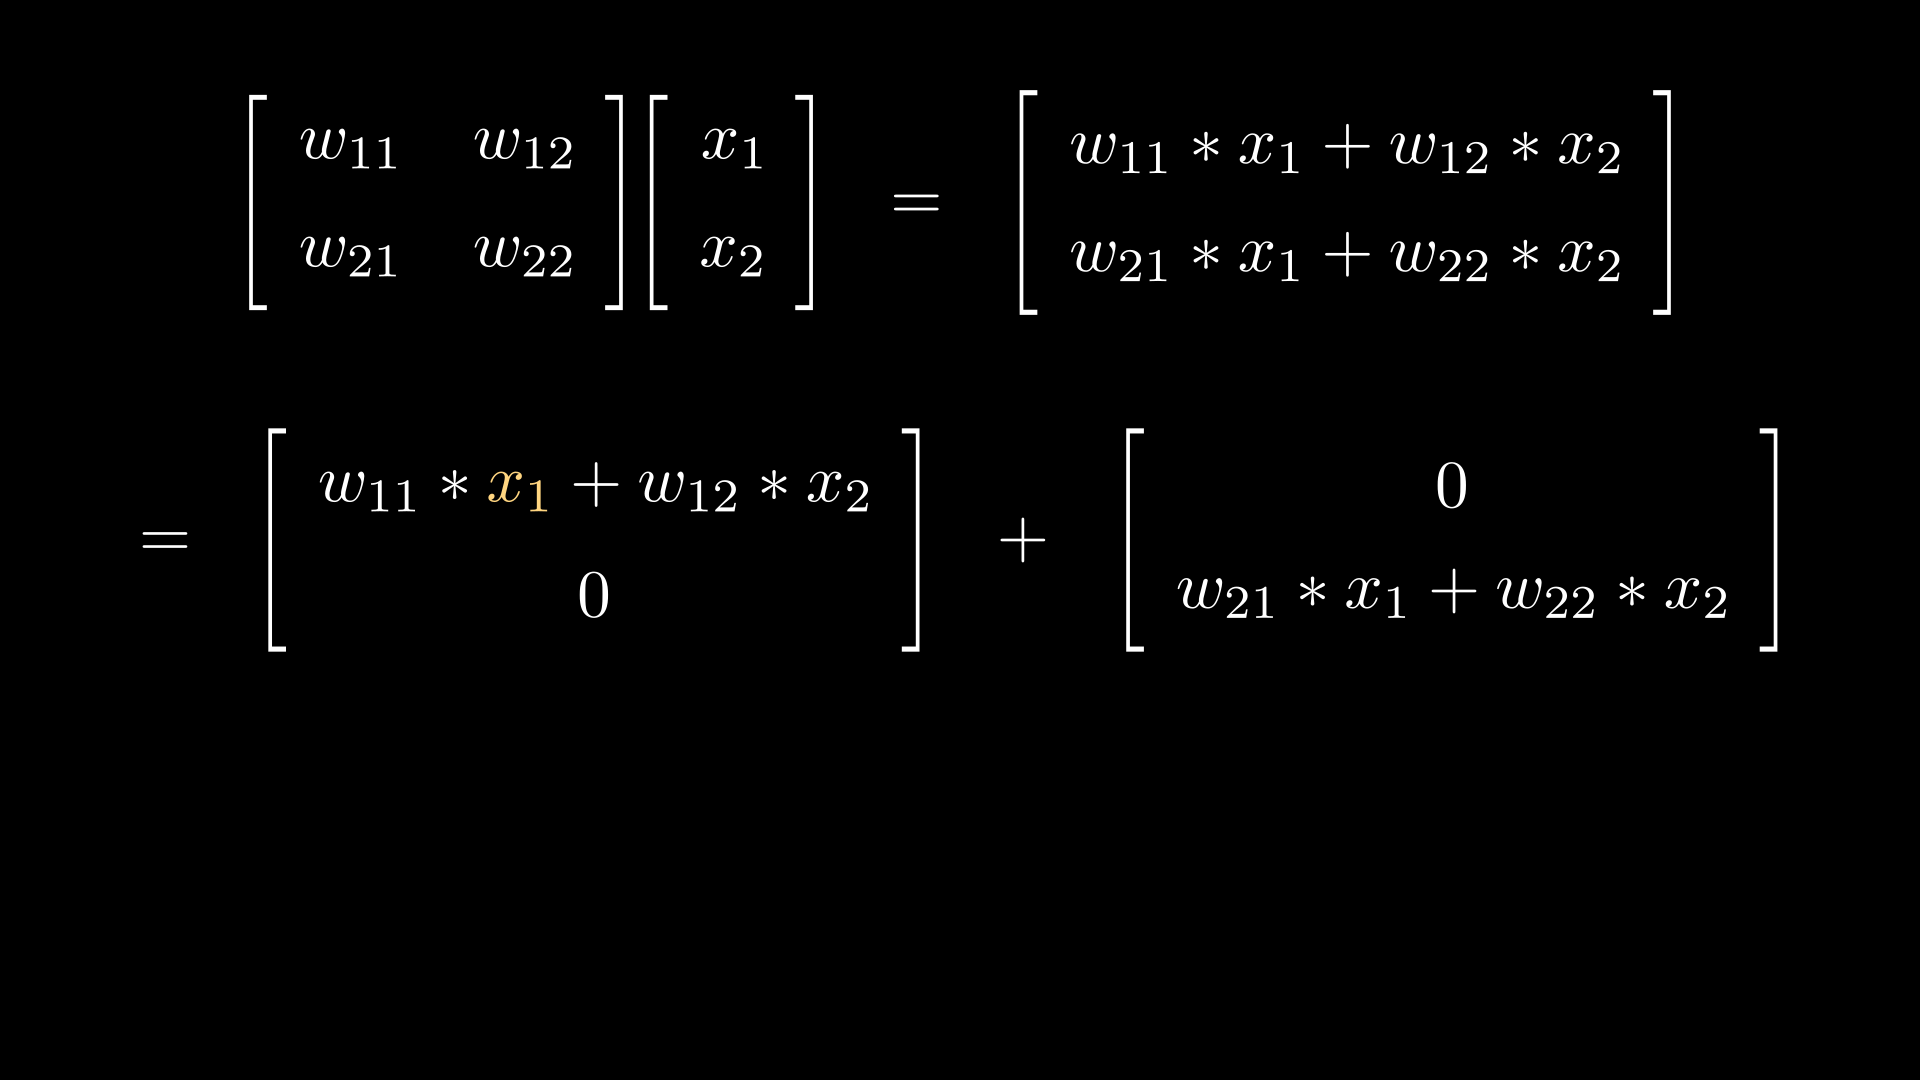 [ w₁₁ w₁₂ ] [ x₁ ] = [ w₁₁ * x₁ + w₁₂ * x₂ ]
[ w₂₁ w₂₂ ] [ x₂ ]   [ w₂₁ * x₁ + w₂₂ * x₂ ]
= [ w₁₁ * x₁ + w₁₂ * x₂ ] + [ 0 ]
[ 0 ]   [ w₂₁ * x₁ + w₂₂ * x₂ ]